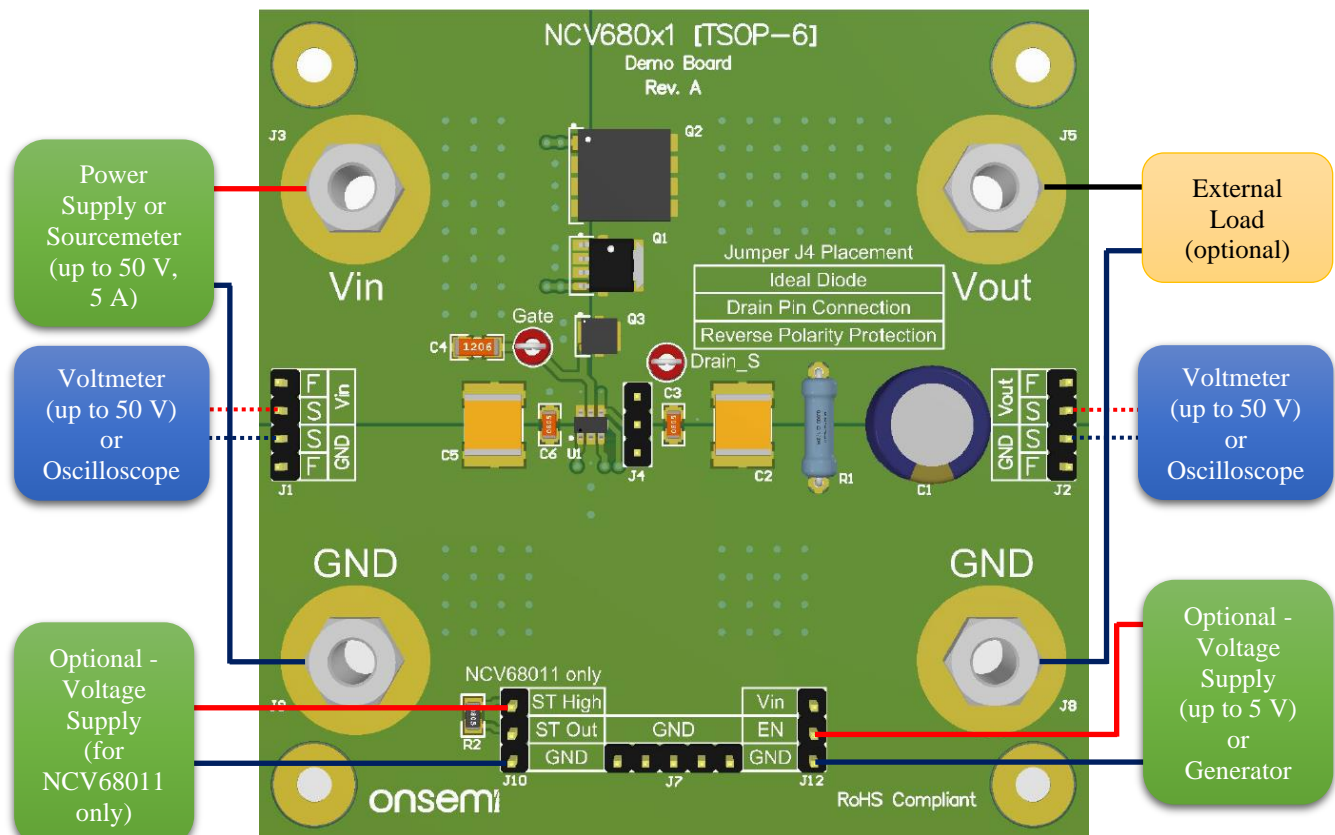 NCV680x1 [TSOP-6]
Demo Board
Rev. A
J3
Q2
J5
Power
Supply or
Sourcemeter
(up to 50 V,
5 A)
External
Load
(optional)
Vin
Q1
Jumper J4 Placement
Ideal Diode
Drain Pin Connection
Reverse Polarity Protection
Vout
Gate
Q3
C4
1206
Drain_S
C3
Voltmeter
(up to 50 V)
or
Oscilloscope
F
S
S
F
Vin
GND
J1
C5
C6
U1
J4
C2
R1
C1
Vout
GND
F
S
S
F
J2
Voltmeter
(up to 50 V)
or
Oscilloscope
GND
GND
J8
Optional -
Voltage
Supply
(for
NCV68011
only)
NCV68011 only
ST High
ST Out
GND
R2
J10
GND
J7
Vin
EN
GND
J12
Optional -
Voltage
Supply
(up to 5 V)
or
Generator
onsemi
RoHS Compliant